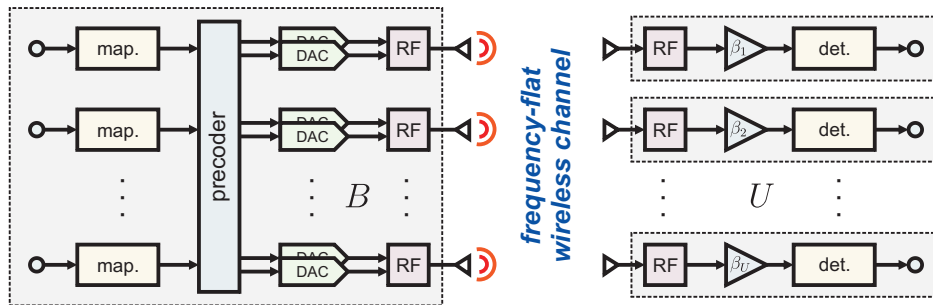 map.
DAC
DAC
RF
RF
β₁
det.
map.
DAC
DAC
RF
RF
β₂
det.
precoder
frequency-flat
wireless channel
B
U
map.
DAC
DAC
RF
RF
β_U
det.